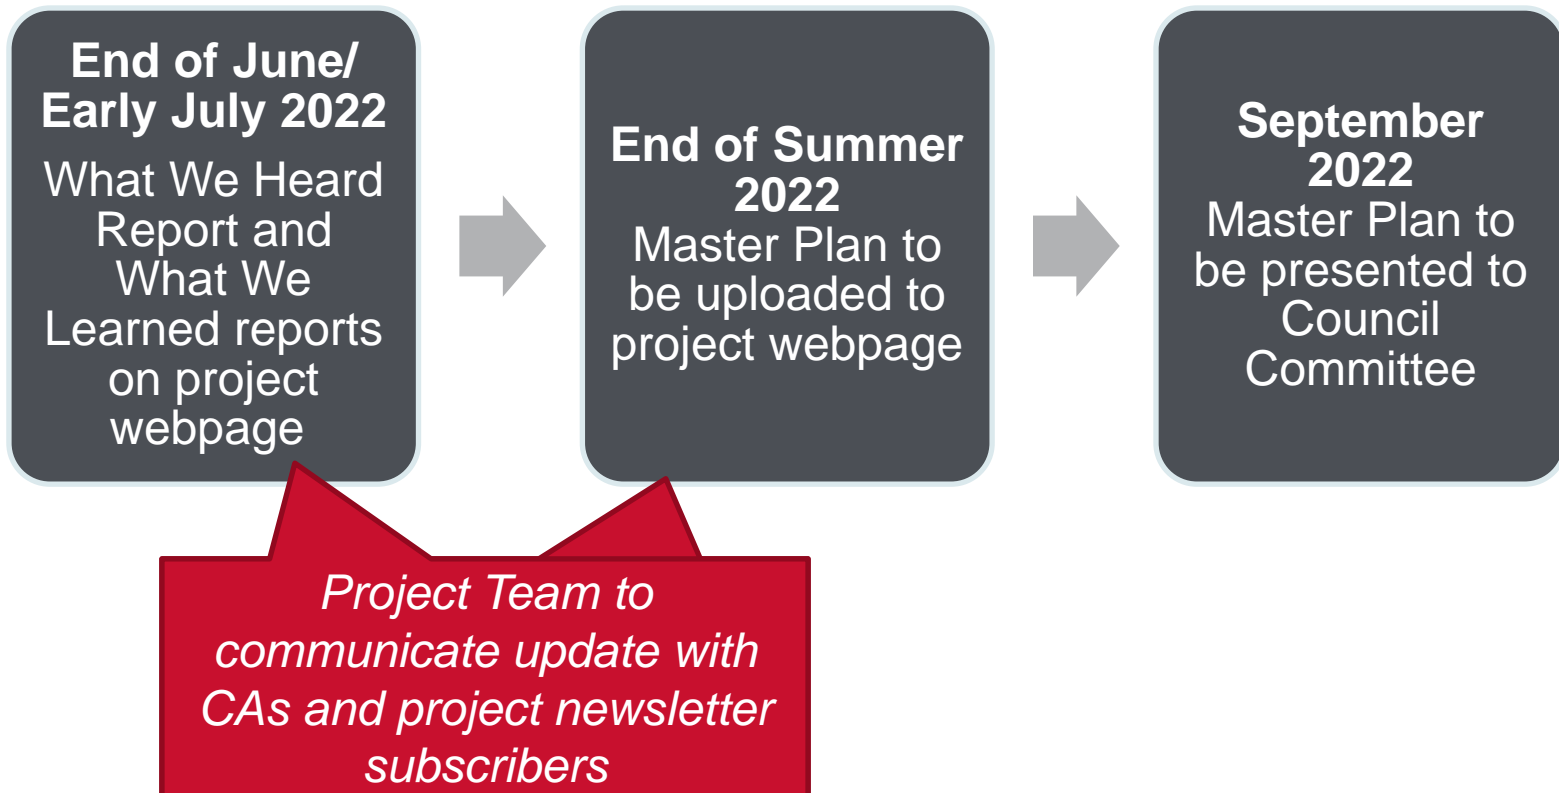 End of June/
Early July 2022
What We Heard
Report and
What We
Learned reports
on project
webpage
End of Summer
2022
Master Plan to
be uploaded to
project webpage
September
2022
Master Plan to
be presented to
Council
Committee
Project Team to
communicate update with
CAs and project newsletter
subscribers